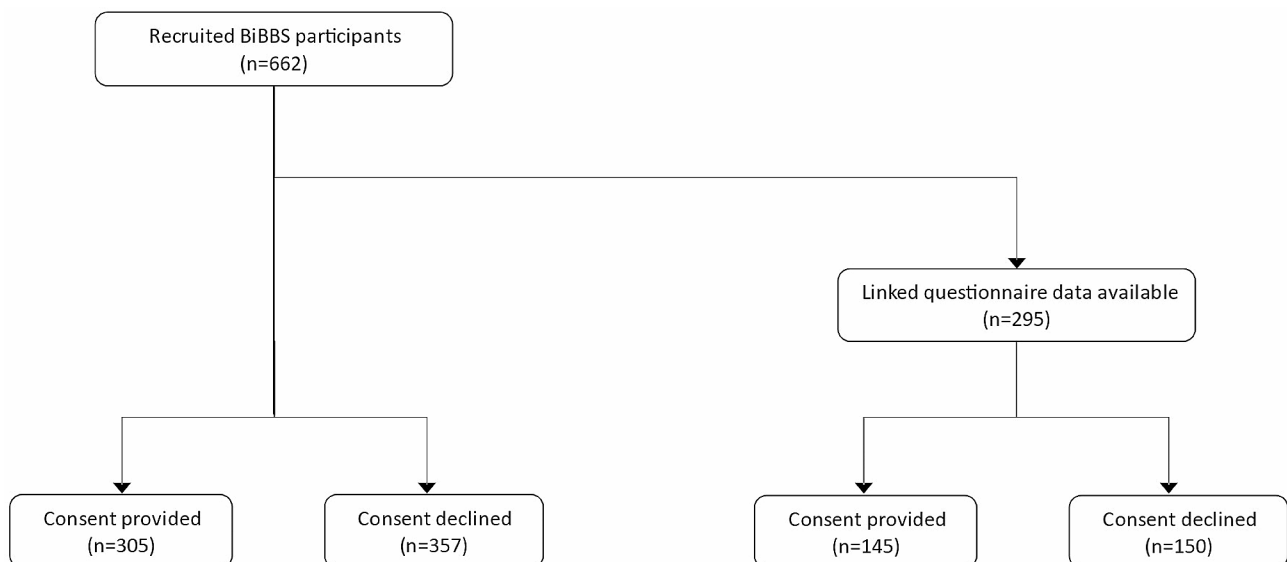 Recruited BiBBS participants
(n=662)
Linked questionnaire data available
(n=295)
Consent provided
(n=305)
Consent declined
(n=357)
Consent provided
(n=145)
Consent declined
(n=150)